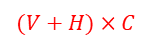 (V + H) × C